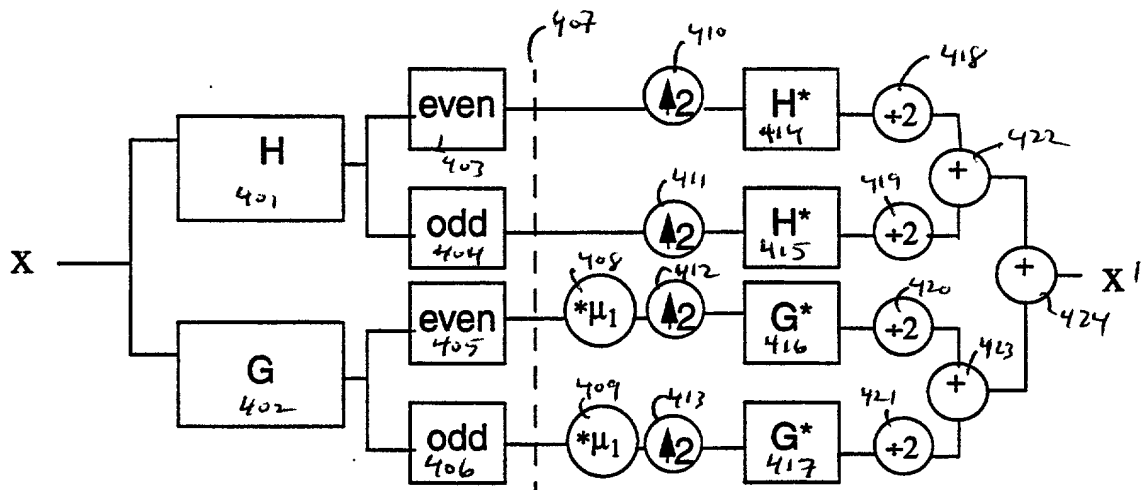 407
410
418
even
↑2
H*
÷2
H
403
414
422
401
411
419
+
odd
↑2
H*
÷2
404
408
412
415
X
+
X¹
420
424
even
*μ₁
↑2
G*
÷2
405
416
423
G
409
413
421
+
402
odd
*μ₁
↑2
G*
÷2
406
417